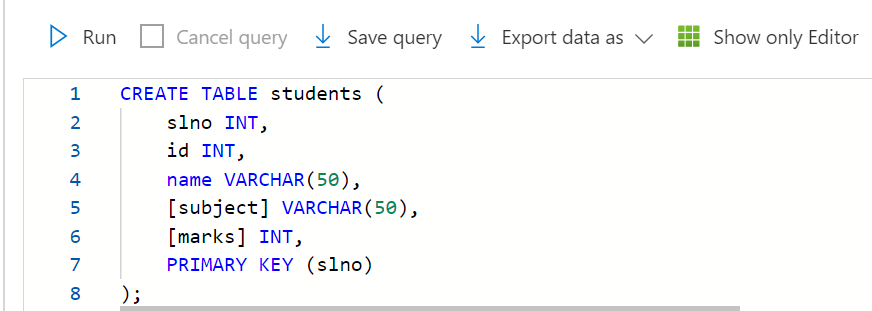 Run Cancel query Save query Export data as Show only Editor
1 CREATE TABLE students (
2 slno INT,
3 id INT,
4 name VARCHAR(50),
5 [subject] VARCHAR(50),
6 [marks] INT,
7 PRIMARY KEY (slno)
8 );